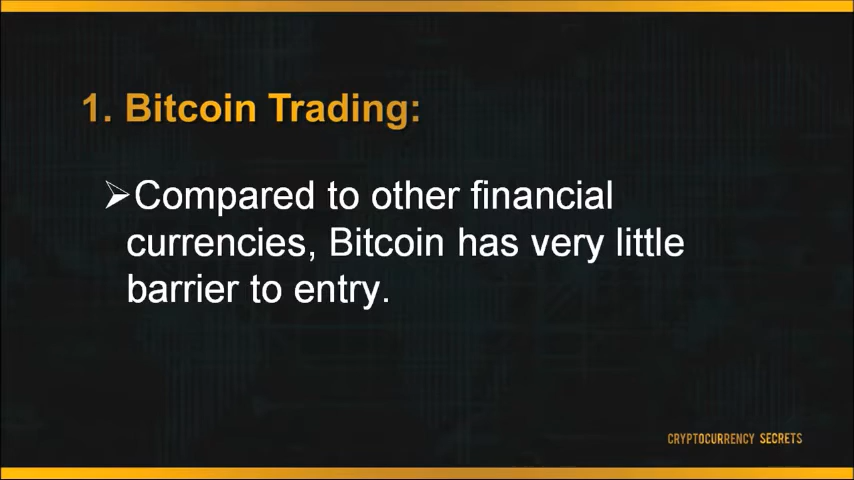 1. Bitcoin Trading:
➢Compared to other financial
currencies, Bitcoin has very little
barrier to entry.
CRYPTOCURRENCY SECRETS